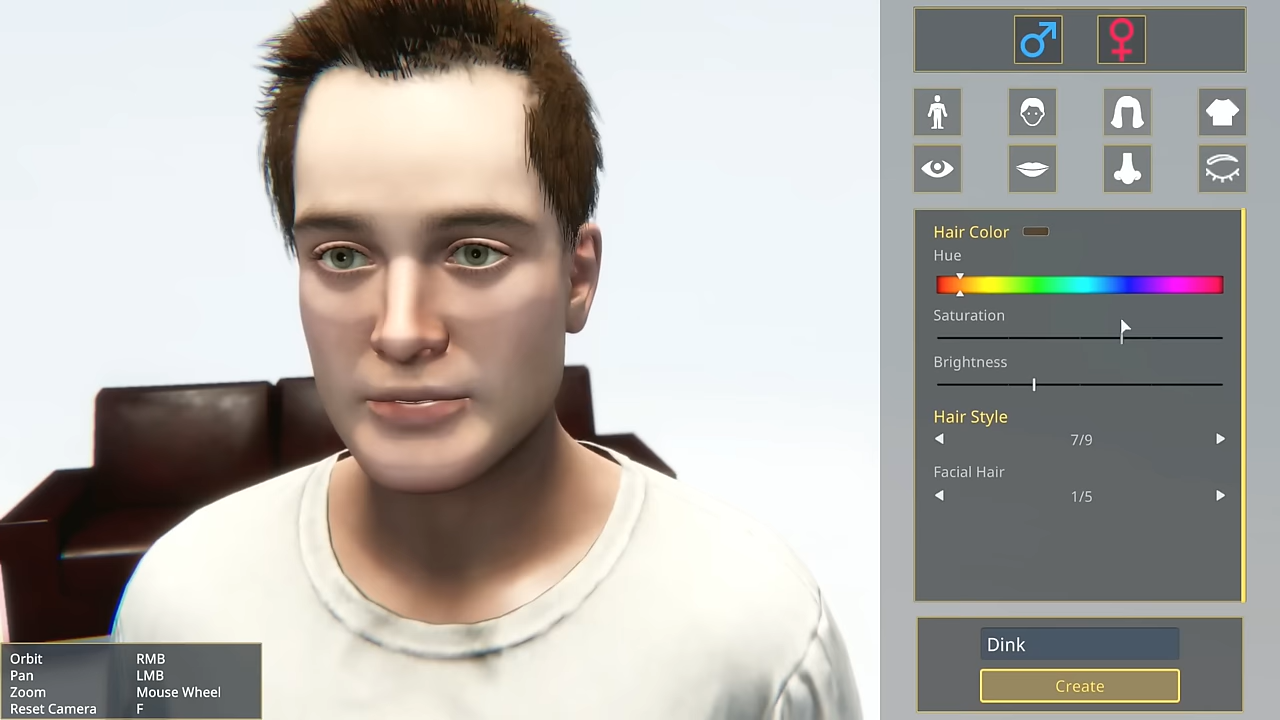 Hair Color
Hue
Saturation
Brightness
Hair Style
7/9
Facial Hair
1/5
Dink
Create
Orbit RMB
Pan LMB
Zoom Mouse Wheel
Reset Camera F